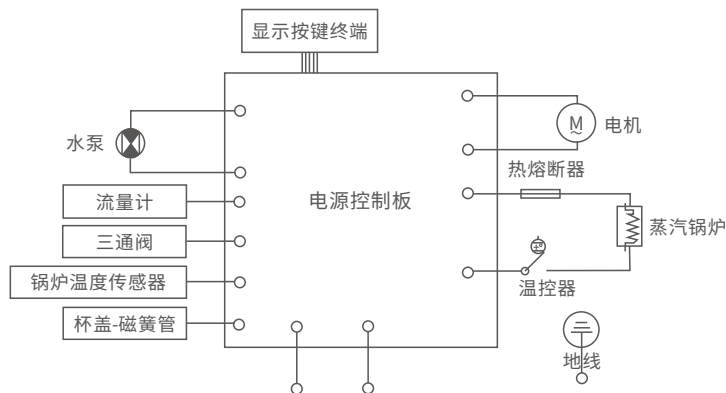 显示按键终端
水泵
M
~
电机
热熔断器
流量计
电源控制板
蒸汽锅炉
三通阀
锅炉温度传感器
温控器
杯盖-磁簧管
地线